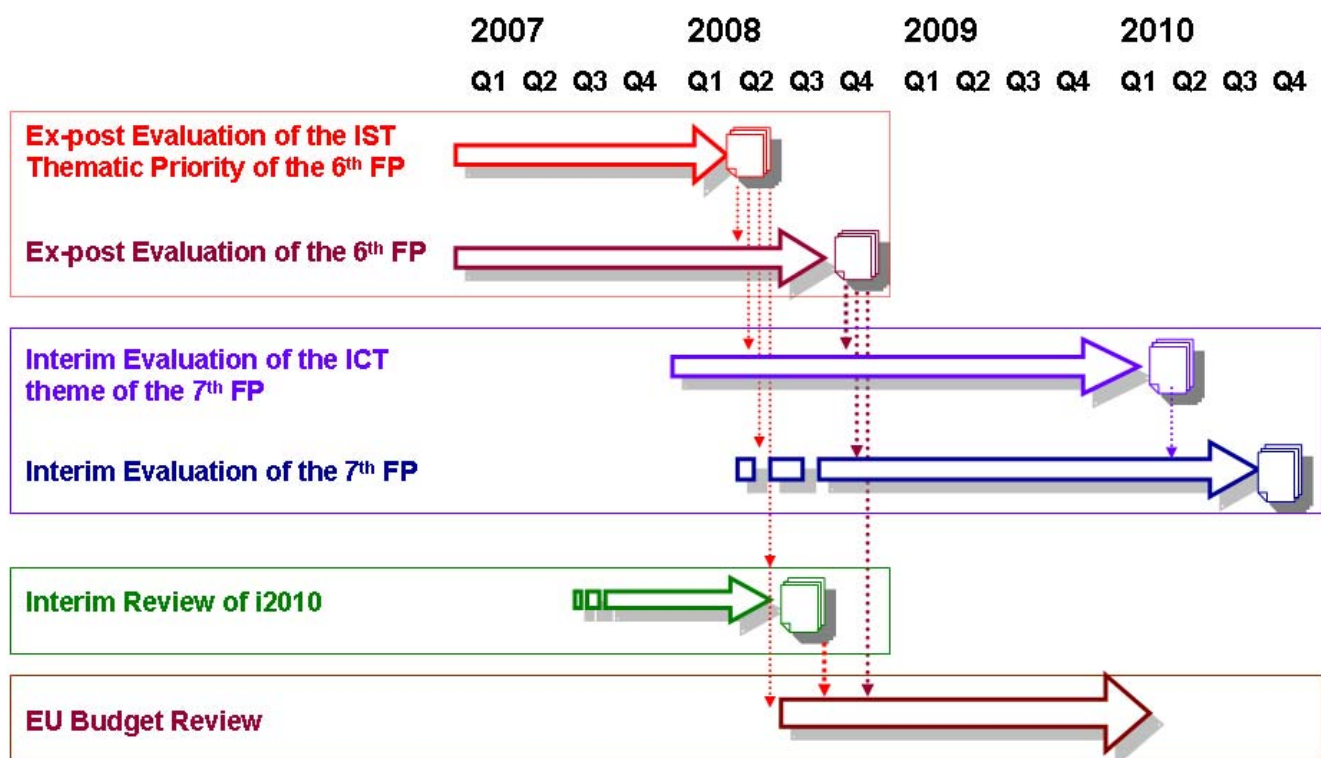 2007 2008 2009 2010
Q1 Q2 Q3 Q4 Q1 Q2 Q3 Q4 Q1 Q2 Q3 Q4 Q1 Q2 Q3 Q4
Ex-post Evaluation of the IST
Thematic Priority of the 6th FP
Ex-post Evaluation of the 6th FP
Interim Evaluation of the ICT
theme of the 7th FP
Interim Evaluation of the 7th FP
Interim Review of i2010
EU Budget Review